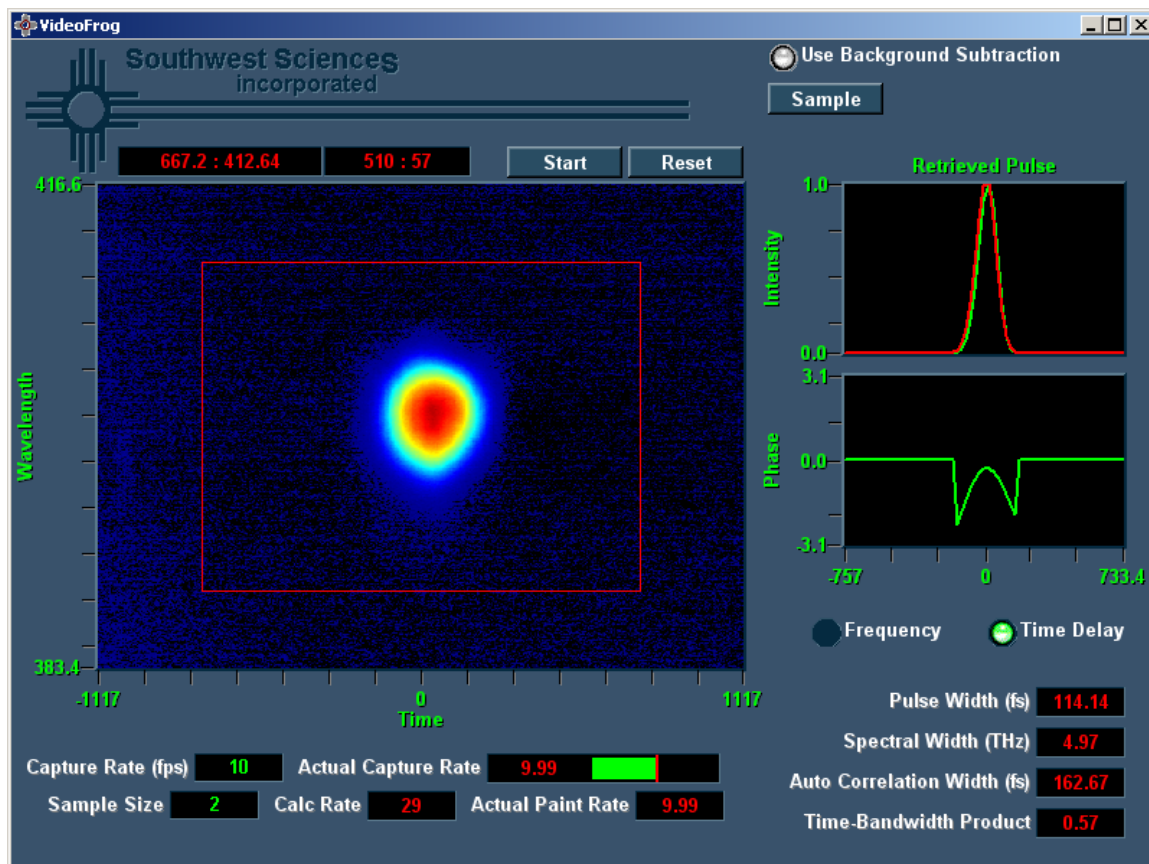 VideoFrog
Southwest Sciences
incorporated
Use Background Subtraction
Sample
667.2 : 412.64 510 : 57 Start Reset
416.6
Wavelength
383.4
-1117 0 1117
Time
Retrieved Pulse
1.0
Intensity
0.0
3.1
Phase
0.0
-3.1
-757 0 733.4
Frequency Time Delay
Pulse Width (fs) 114.14
Spectral Width (THz) 4.97
Auto Correlation Width (fs) 162.67
Time-Bandwidth Product 0.57
Capture Rate (fps) 10 Actual Capture Rate 9.99
Sample Size 2 Calc Rate 29 Actual Paint Rate 9.99